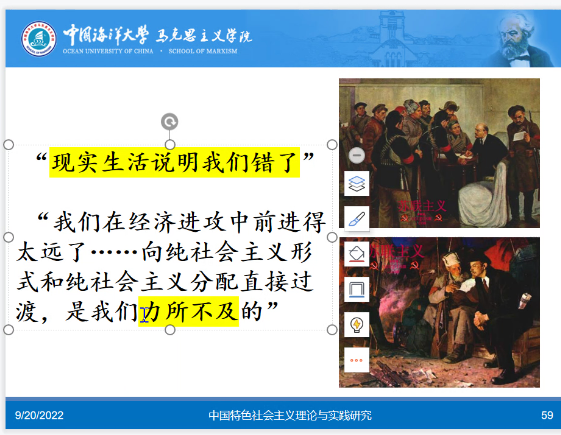 中国海洋大学 马克思主义学院
OCEAN UNIVERSITY OF CHINA · SCHOOL OF MARXISM
“现实生活说明我们错了”
“我们在经济进攻中前进得
太远了……向纯社会主义形
式和纯社会主义分配直接过
渡，是我们力所不及的”
主义
主义
9/20/2022
中国特色社会主义理论与实践研究
59